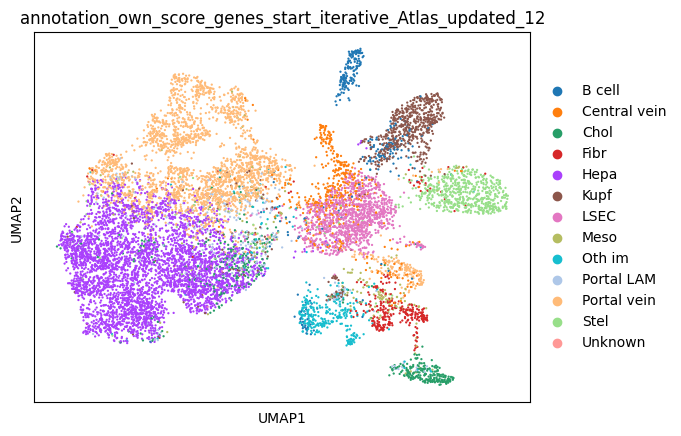 annotation_own_score_genes_start_iterative_Atlas_updated_12
UMAP2
UMAP1
B cell
Central vein
Chol
Fibr
Hepa
Kupf
LSEC
Meso
Oth im
Portal LAM
Portal vein
Stel
Unknown